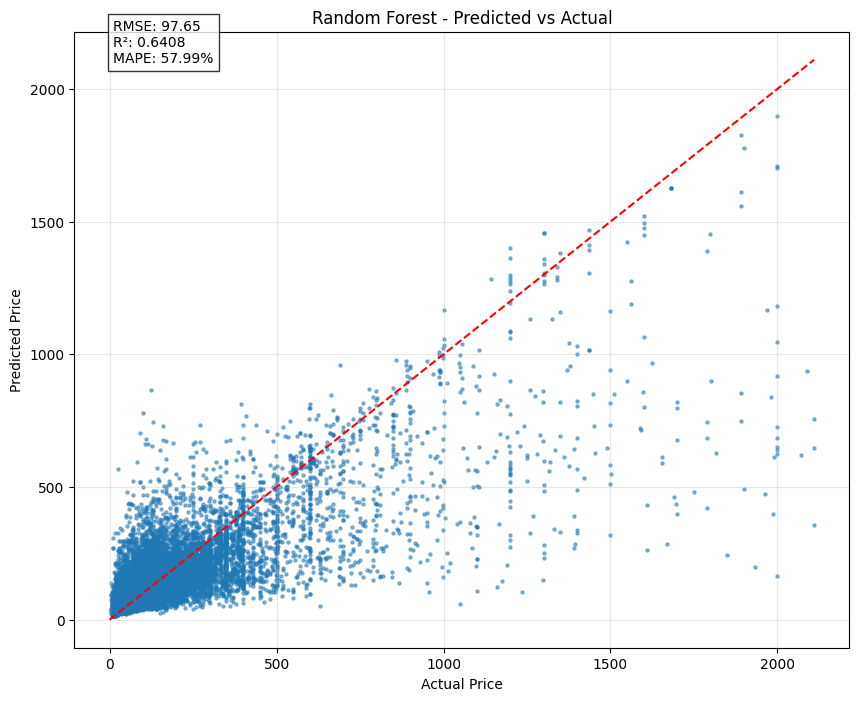 Random Forest - Predicted vs Actual
RMSE: 97.65
R²: 0.6408
MAPE: 57.99%
Predicted Price
2000
1500
1000
500
0
0 500 1000 1500 2000
Actual Price